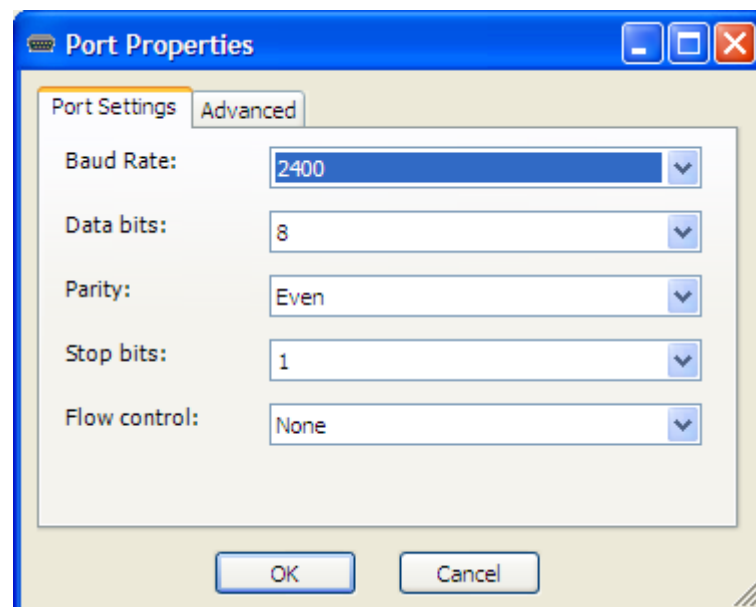 Port Properties
Port Settings Advanced
Baud Rate: 2400
Data bits: 8
Parity: Even
Stop bits: 1
Flow control: None
OK Cancel